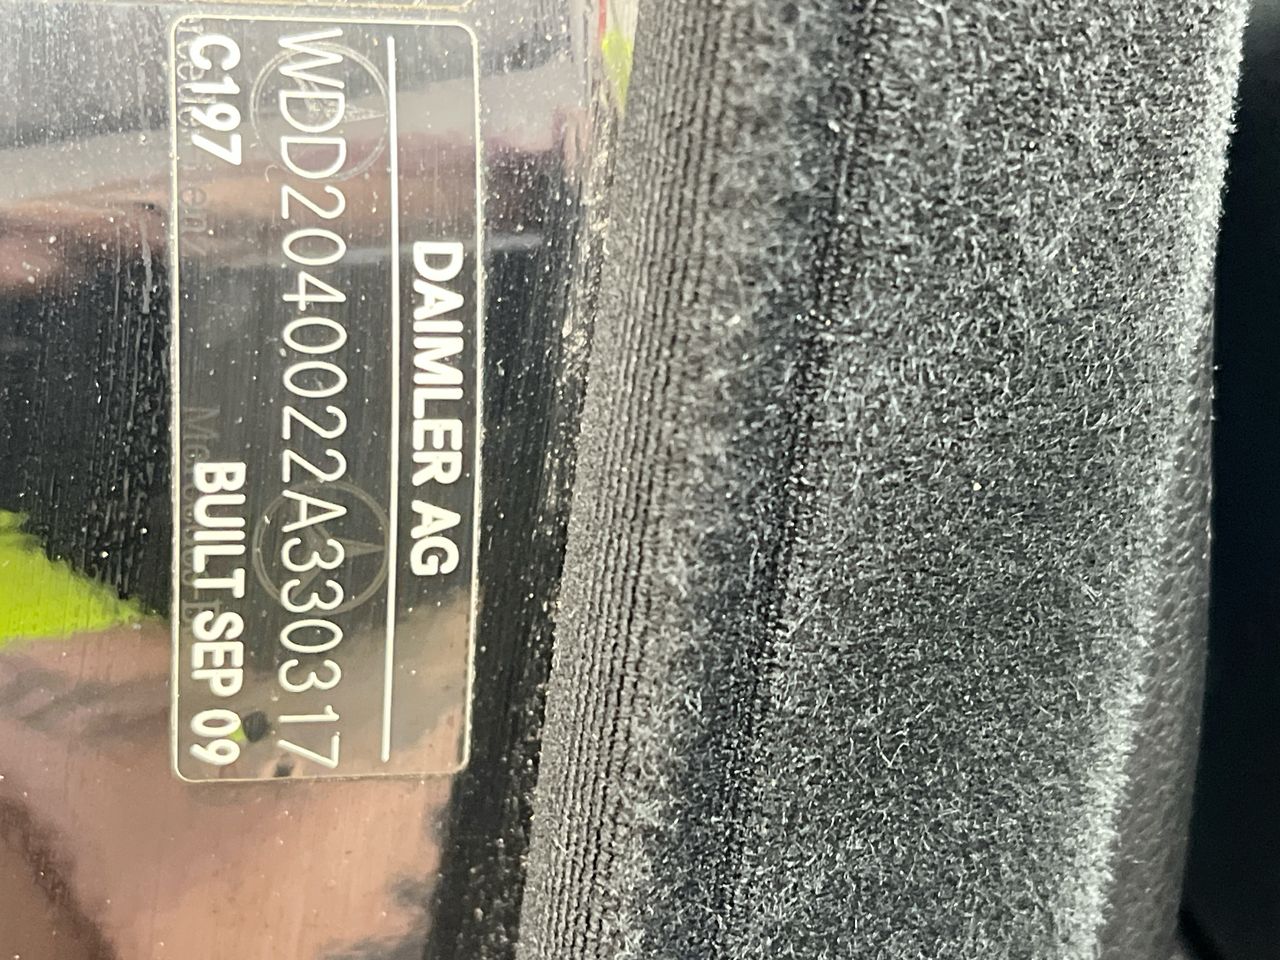 DAIMLER AG
WDD2040022A330317
C197 BUILT SEP 09